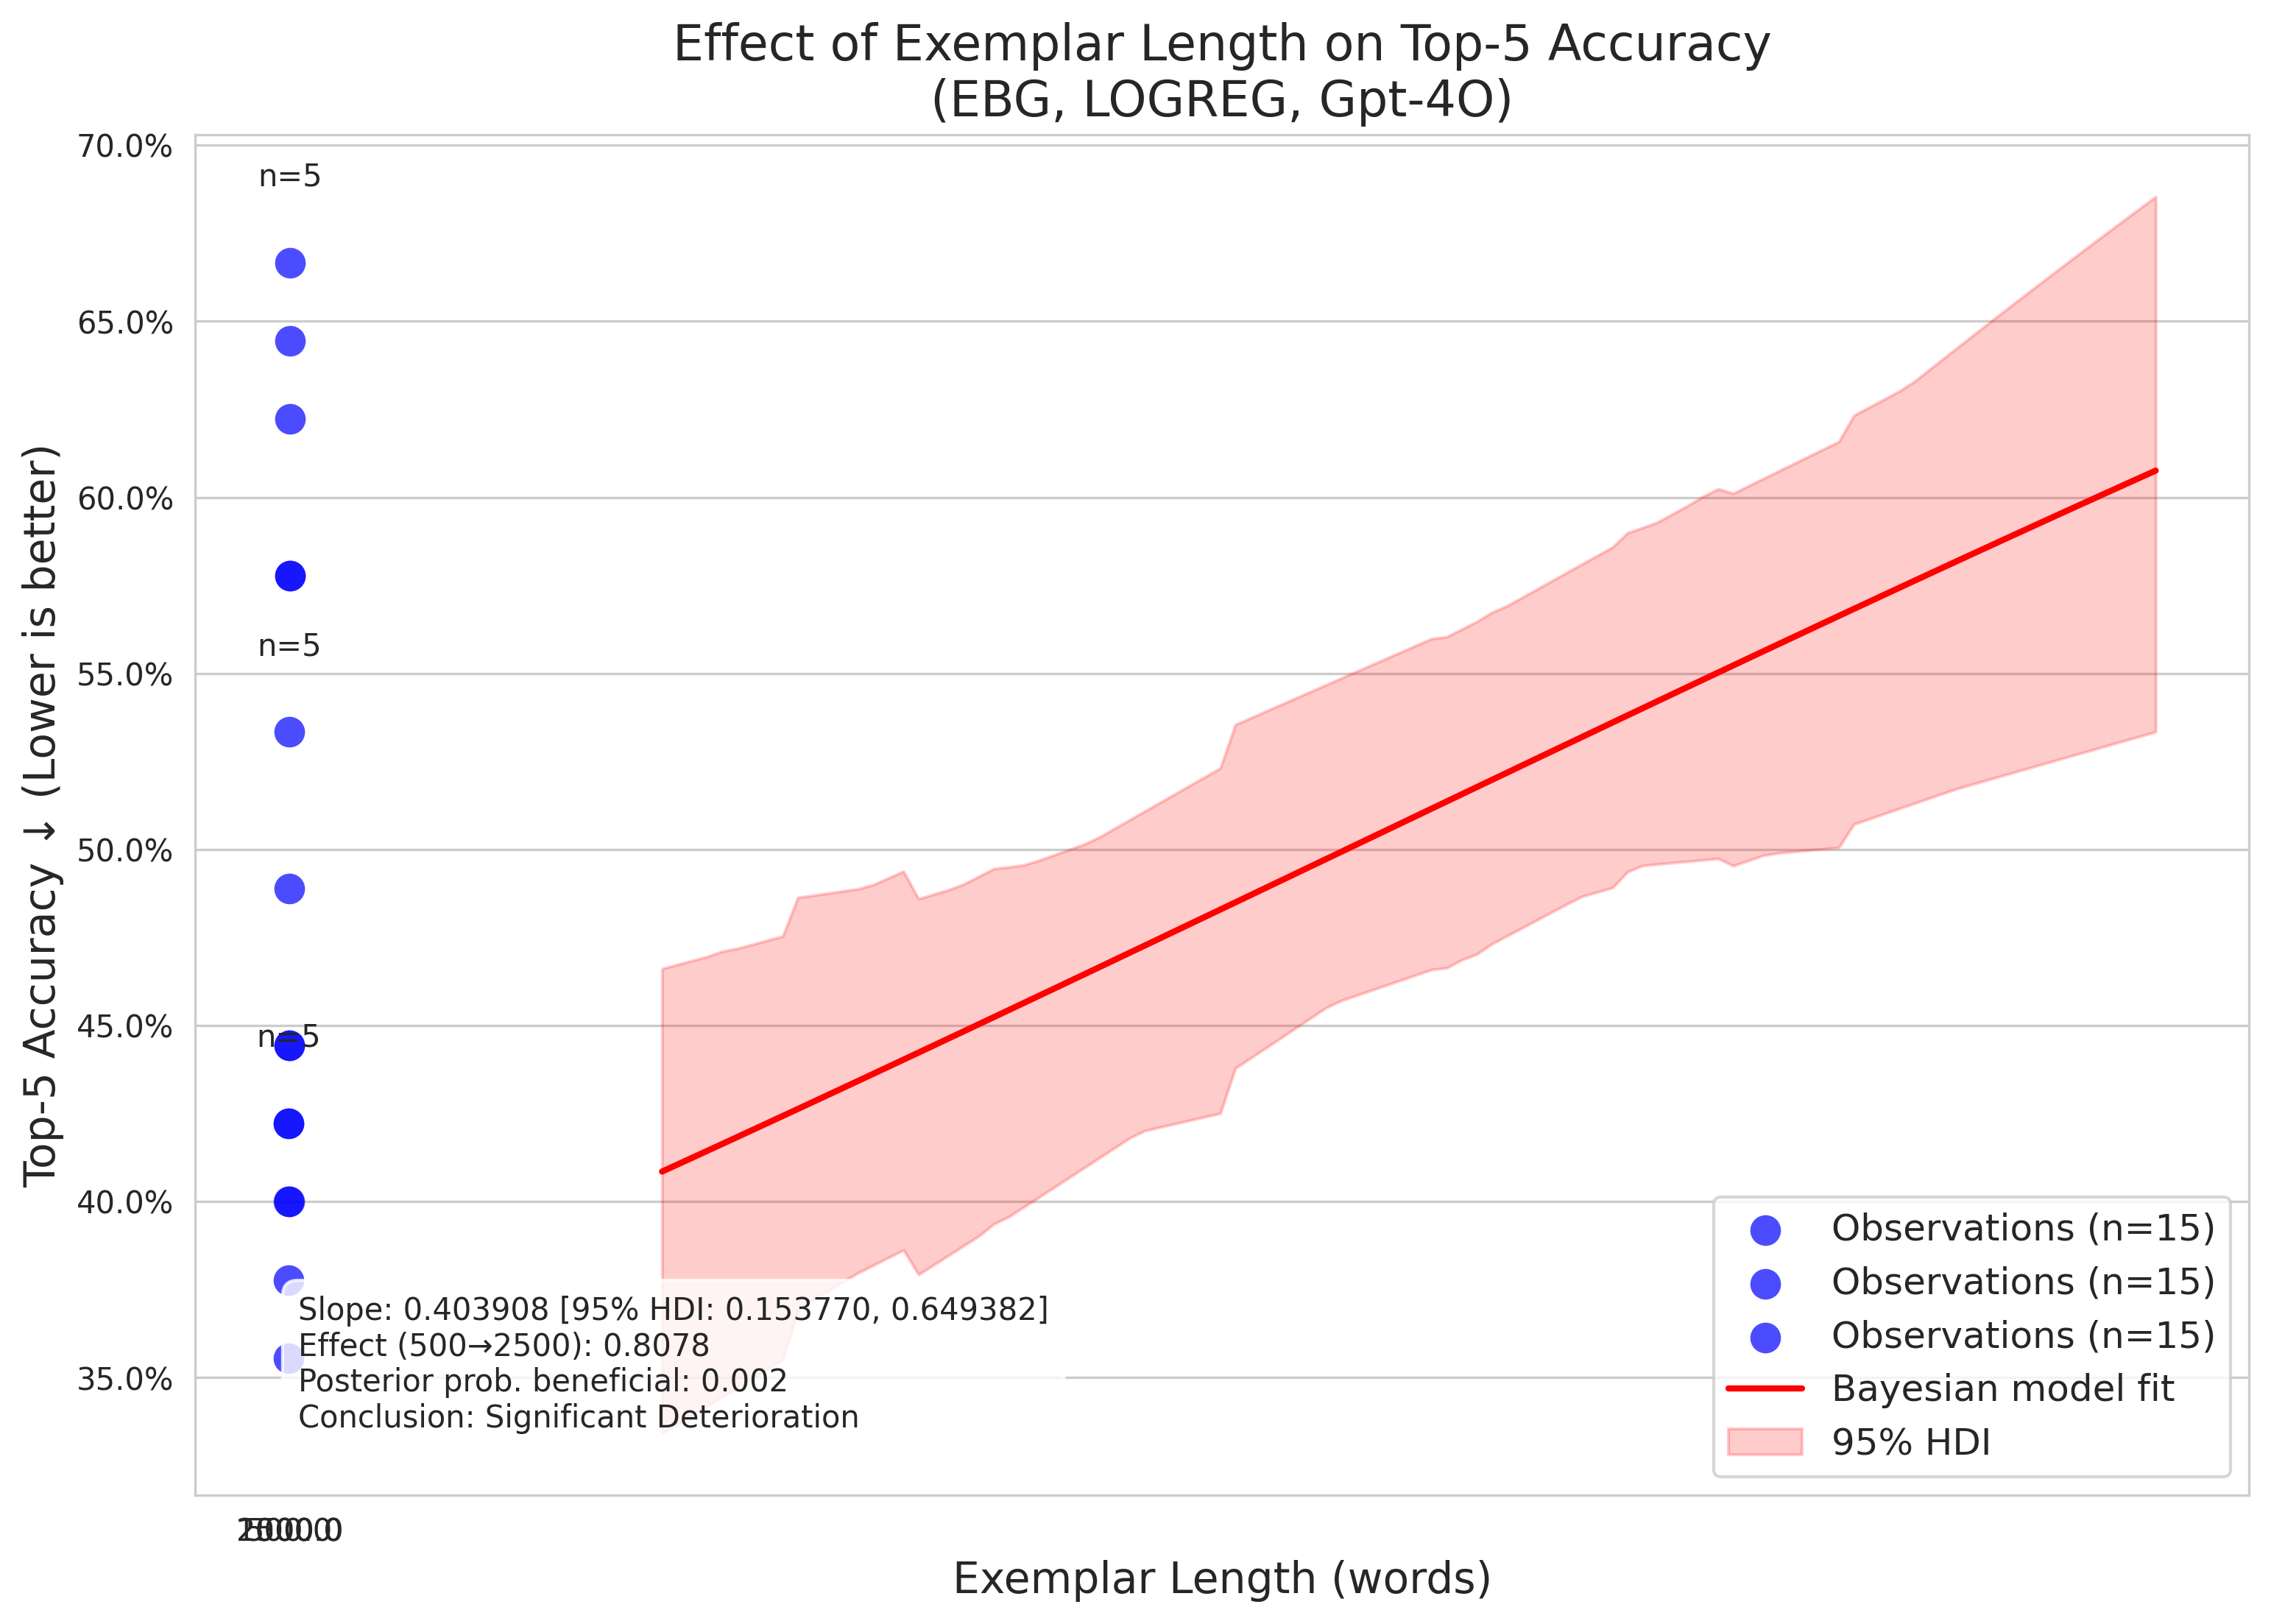 Effect of Exemplar Length on Top-5 Accuracy
(EBG, LOGREG, Gpt-4O)
Top-5 Accuracy ↓ (Lower is better)
70.0%
65.0%
60.0%
55.0%
50.0%
45.0%
40.0%
35.0%
n=5
n=5
n=5
Slope: 0.403908 [95% HDI: 0.153770, 0.649382]
Effect (500→2500): 0.8078
Posterior prob. beneficial: 0.002
Conclusion: Significant Deterioration
Observations (n=15)
Observations (n=15)
Observations (n=15)
Bayesian model fit
95% HDI
Exemplar Length (words)